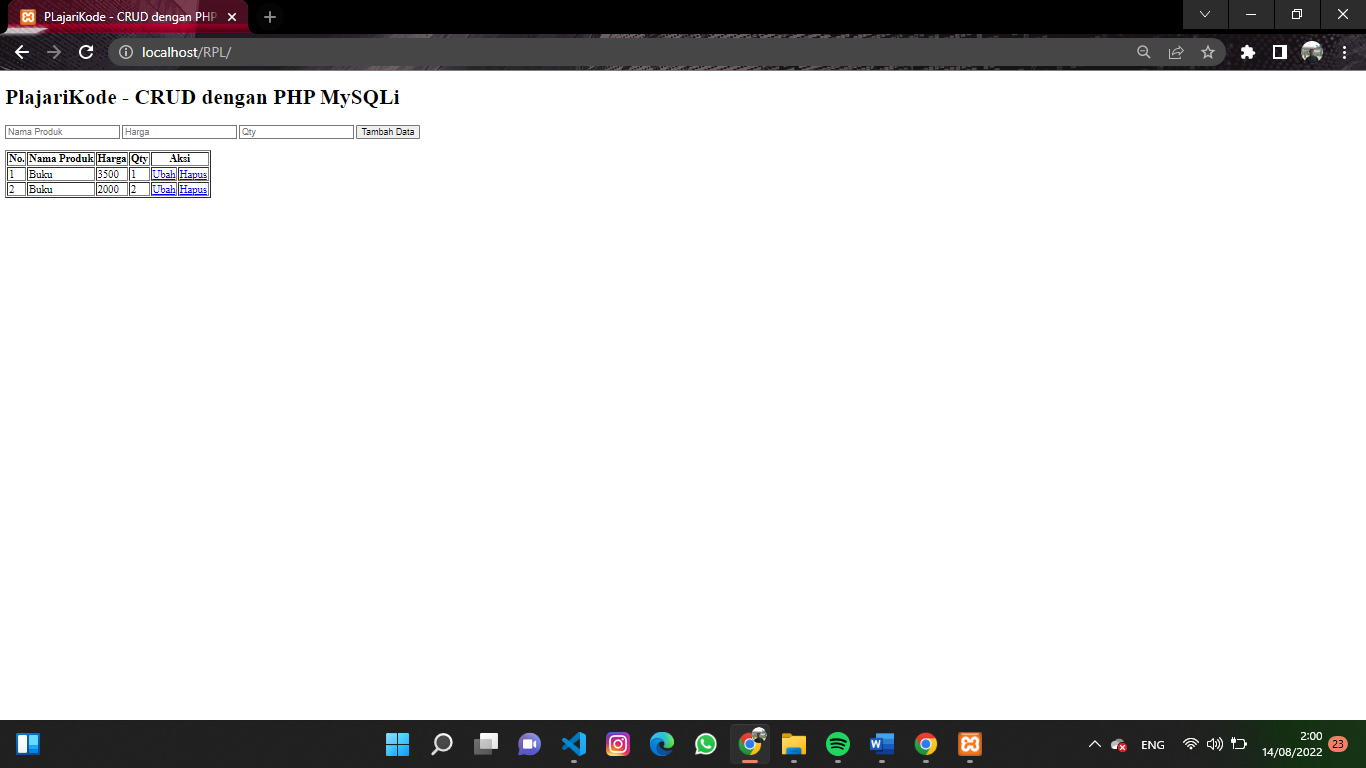 PLajariKode - CRUD dengan PHP
localhost/RPL/
PlajariKode - CRUD dengan PHP MySQLi
Nama Produk Harga Qty Tambah Data
No. Nama Produk Harga Qty Aksi
1 Buku 3500 1 Ubah Hapus
2 Buku 2000 2 Ubah Hapus
ENG
2:00
14/08/2022
23